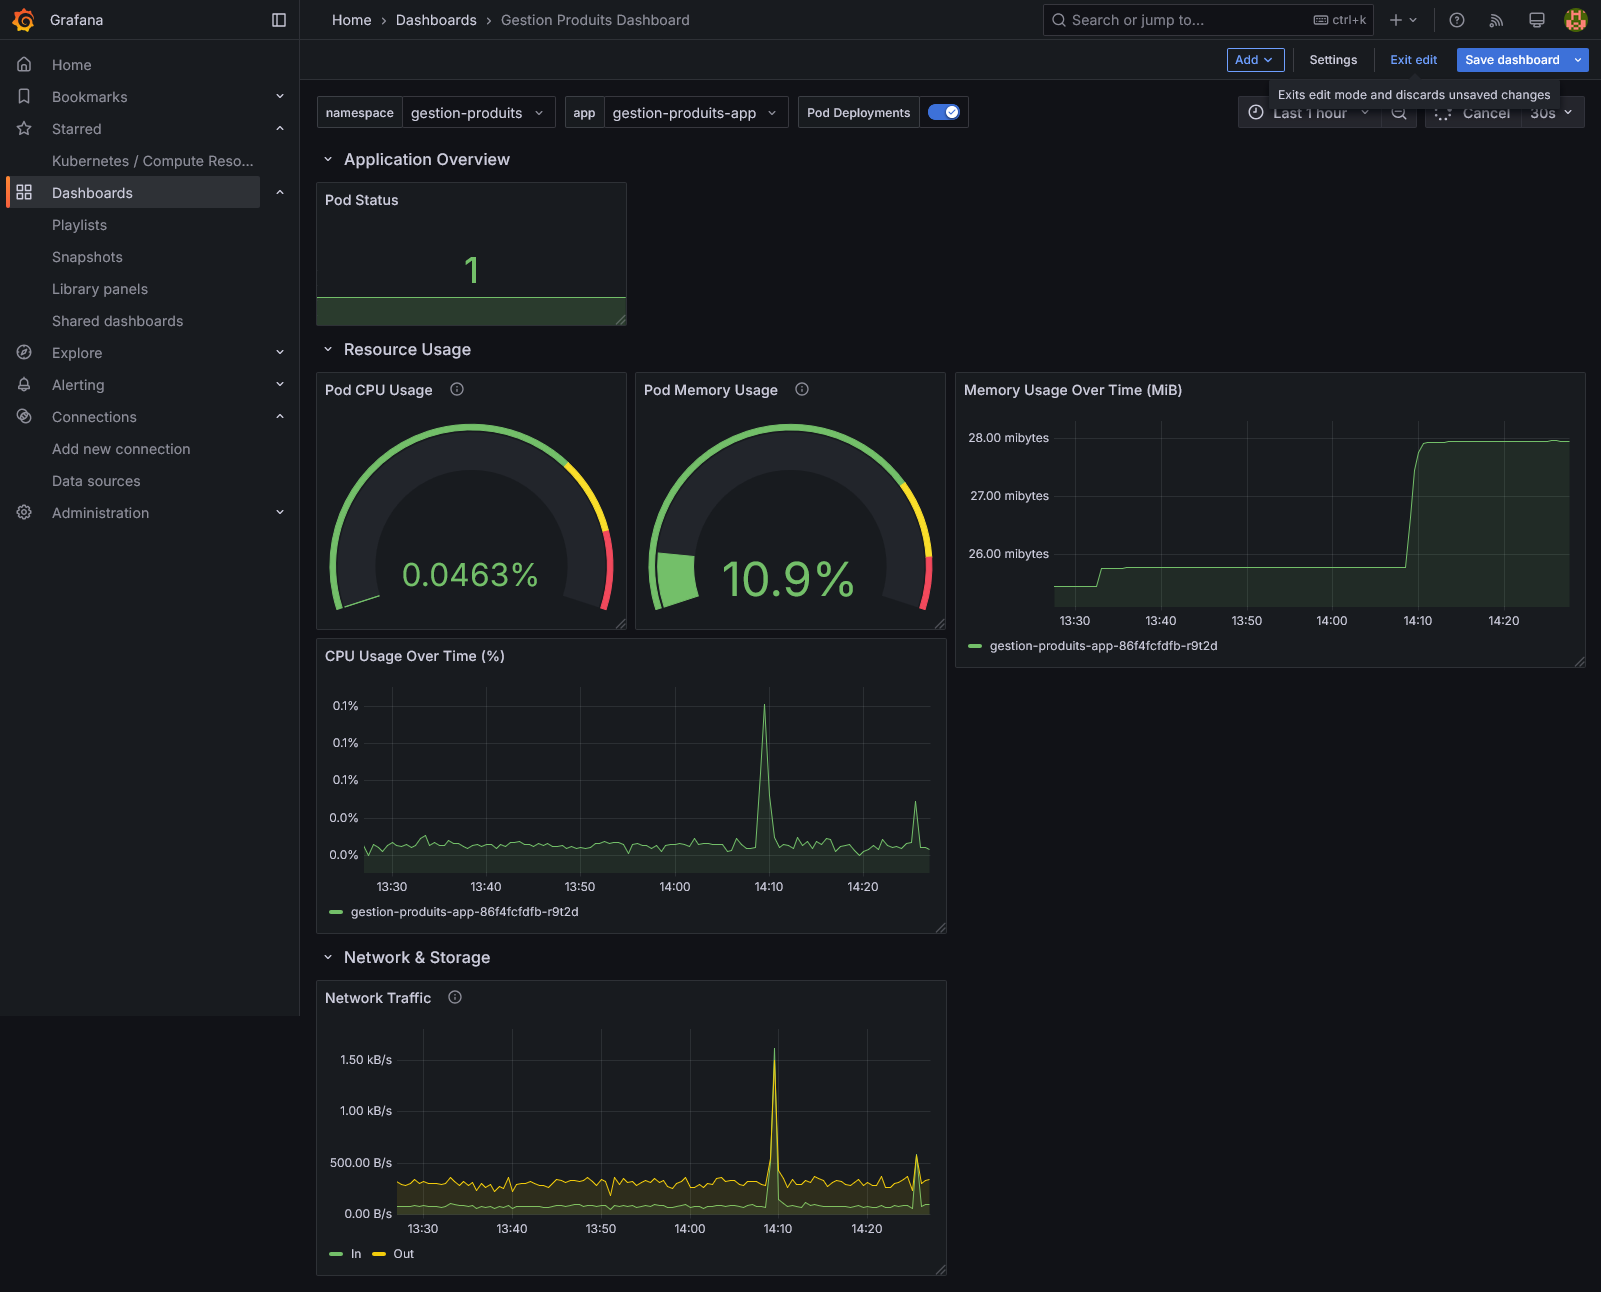 Grafana
Home
Bookmarks
Starred
Kubernetes / Compute Reso...
Dashboards
Playlists
Snapshots
Library panels
Shared dashboards
Explore
Alerting
Connections
Add new connection
Data sources
Administration
Home › Dashboards › Gestion Produits Dashboard
Search or jump to... ctrl+k
Add Settings Exit edit Save dashboard
Exits edit mode and discards unsaved changes
namespace gestion-produits app gestion-produits-app Pod Deployments
Last 1 hour Cancel 30s
Application Overview
Pod Status
1
Resource Usage
Pod CPU Usage
0.0463%
Pod Memory Usage
10.9%
Memory Usage Over Time (MiB)
28.00 mibytes
27.00 mibytes
26.00 mibytes
13:30 13:40 13:50 14:00 14:10 14:20
gestion-produits-app-86f4fcfdfb-r9t2d
CPU Usage Over Time (%)
0.1%
0.1%
0.1%
0.0%
0.0%
13:30 13:40 13:50 14:00 14:10 14:20
gestion-produits-app-86f4fcfdfb-r9t2d
Network & Storage
Network Traffic
1.50 kB/s
1.00 kB/s
500.00 B/s
0.00 B/s
13:30 13:40 13:50 14:00 14:10 14:20
In Out